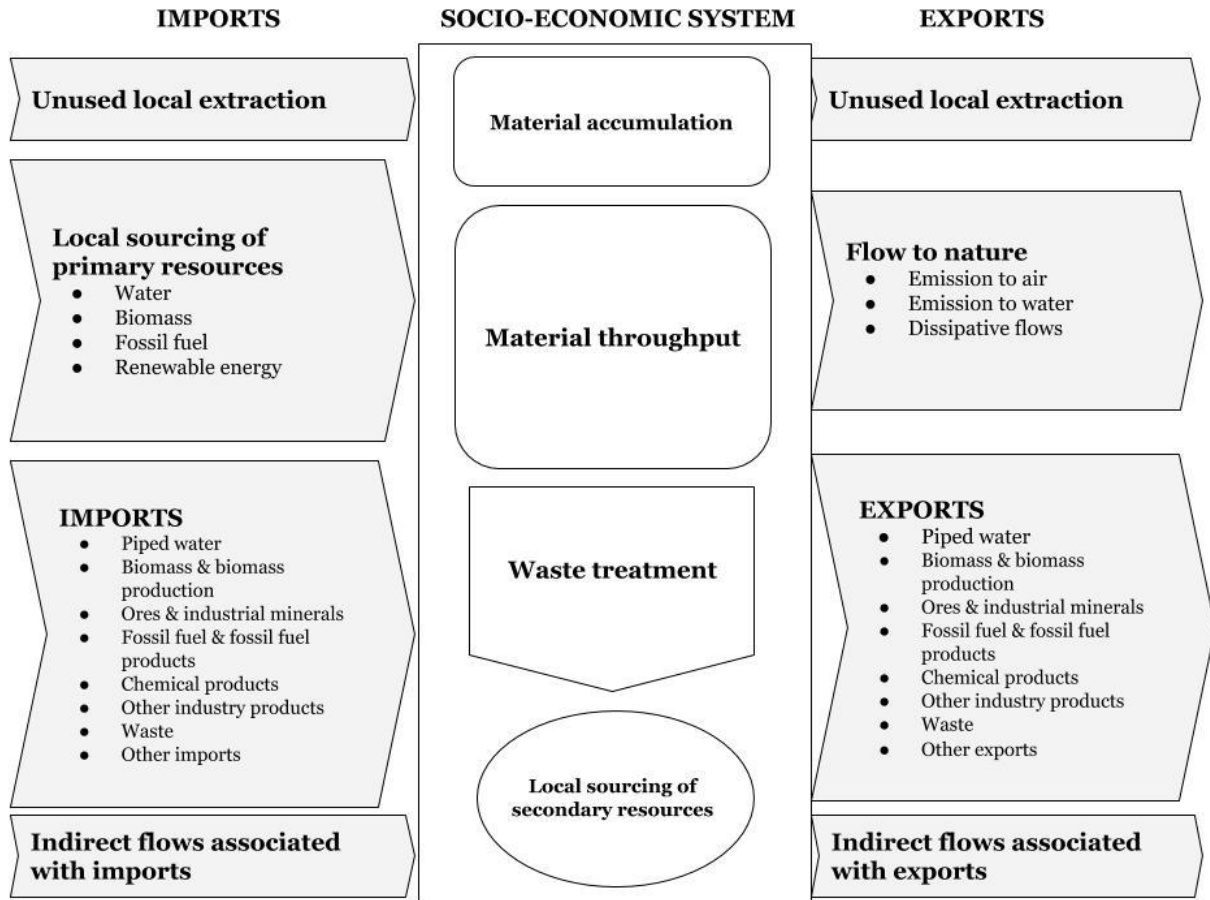 IMPORTS
SOCIO-ECONOMIC SYSTEM
EXPORTS
Unused local extraction
Local sourcing of
primary resources
● Water
● Biomass
● Fossil fuel
● Renewable energy
IMPORTS
● Piped water
● Biomass & biomass
production
● Ores & industrial minerals
● Fossil fuel & fossil fuel
products
● Chemical products
● Other industry products
● Waste
● Other imports
Indirect flows associated
with imports
Material accumulation
Material throughput
Waste treatment
Local sourcing of
secondary resources
Unused local extraction
Flow to nature
● Emission to air
● Emission to water
● Dissipative flows
EXPORTS
● Piped water
● Biomass & biomass
production
● Ores & industrial minerals
● Fossil fuel & fossil fuel
products
● Chemical products
● Other industry products
● Waste
● Other exports
Indirect flows associated
with exports